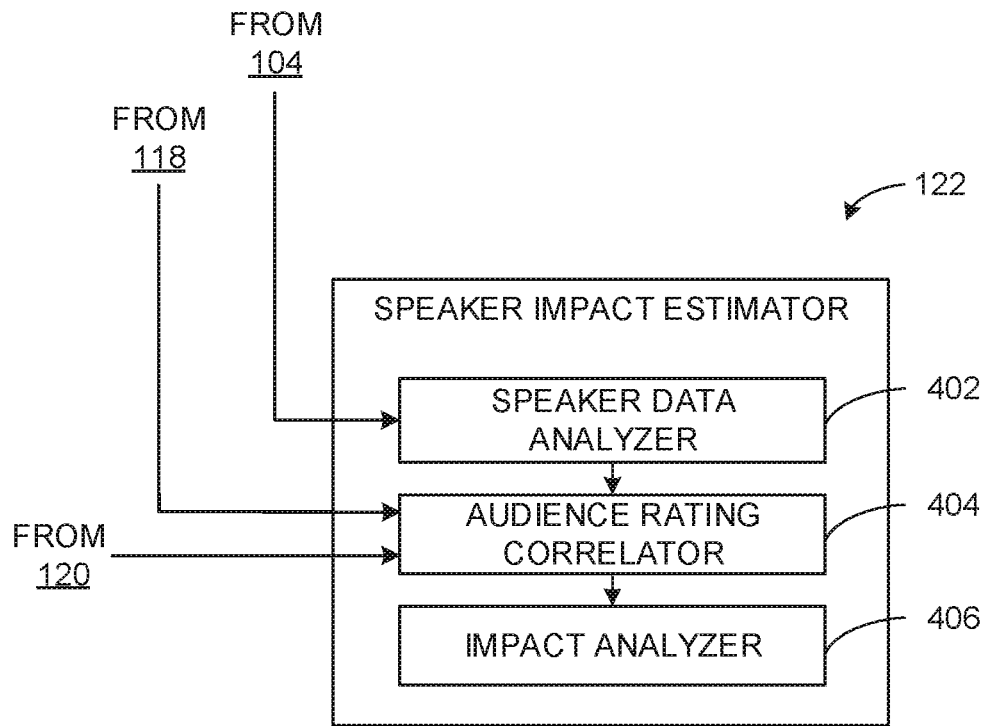 FROM
104
FROM
118
122
SPEAKER IMPACT ESTIMATOR
SPEAKER DATA
ANALYZER
402
AUDIENCE RATING
CORRELATOR
404
FROM
120
IMPACT ANALYZER
406